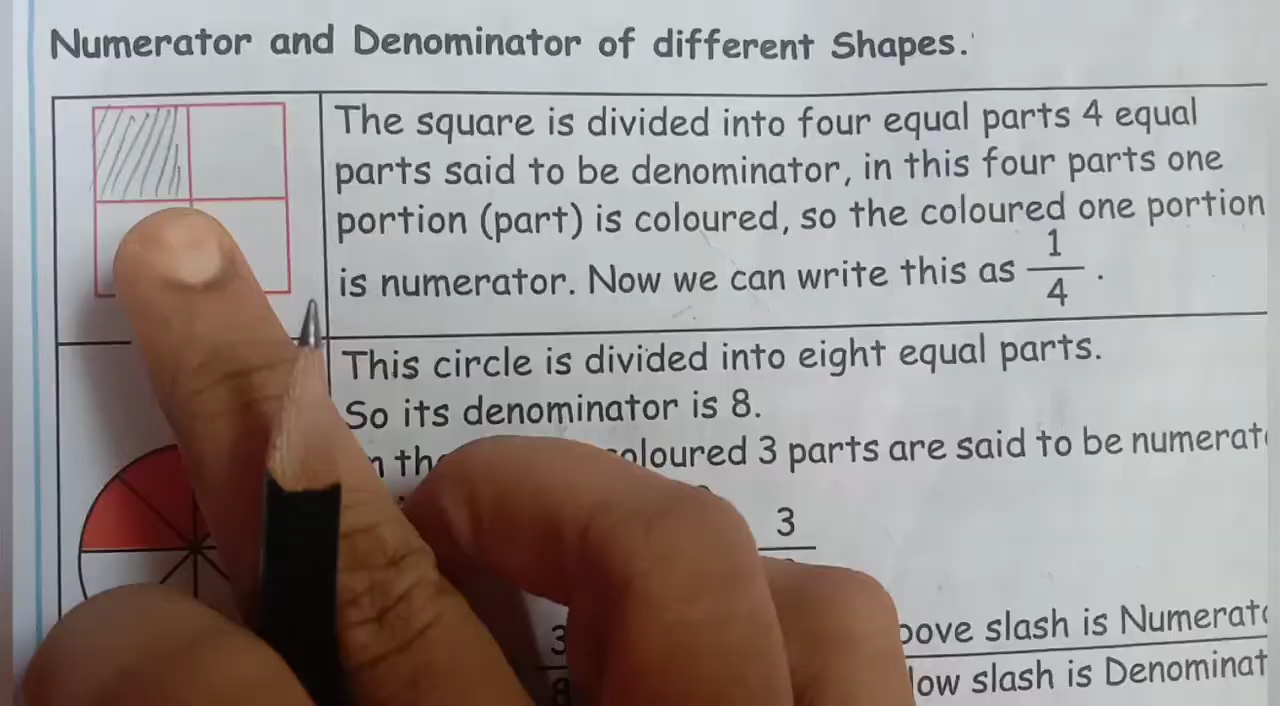 Numerator and Denominator of different Shapes.
The square is divided into four equal parts 4 equal
parts said to be denominator, in this four parts one
portion (part) is coloured, so the coloured one portion
is numerator. Now we can write this as 1/4 .
This circle is divided into eight equal parts.
So its denominator is 8.
coloured 3 parts are said to be numerat
3
3
8
slash is Numerat
slash is Denominat